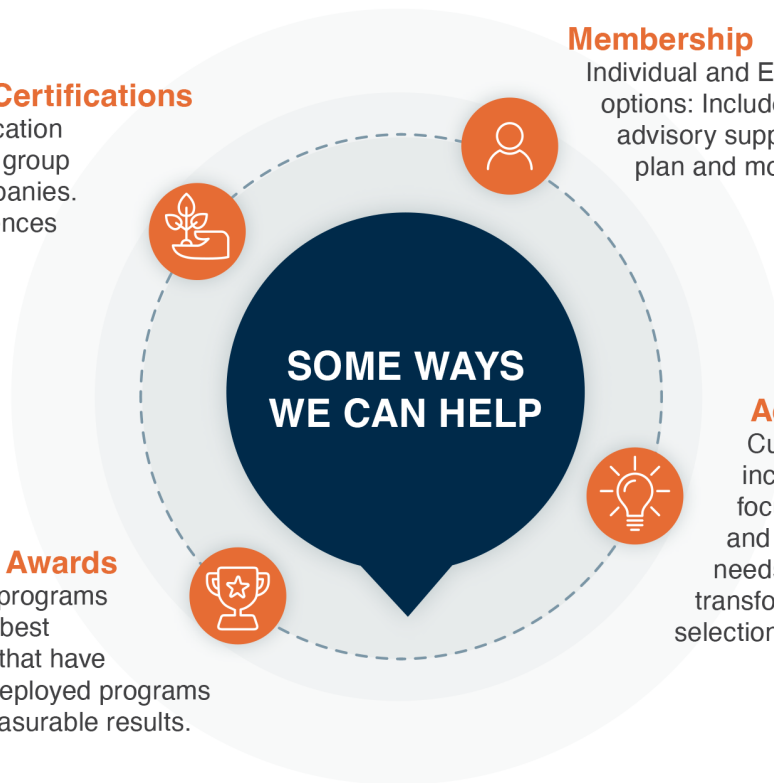 Membership
Individual and E
options: Include
advisory supp
plan and mo
Certifications
cation
group
panies.
nces
SOME WAYS
WE CAN HELP
A
Cu
inc
foc
and
needs
transfo
selection
Awards
programs
best
that have
eployed programs
asurable results.